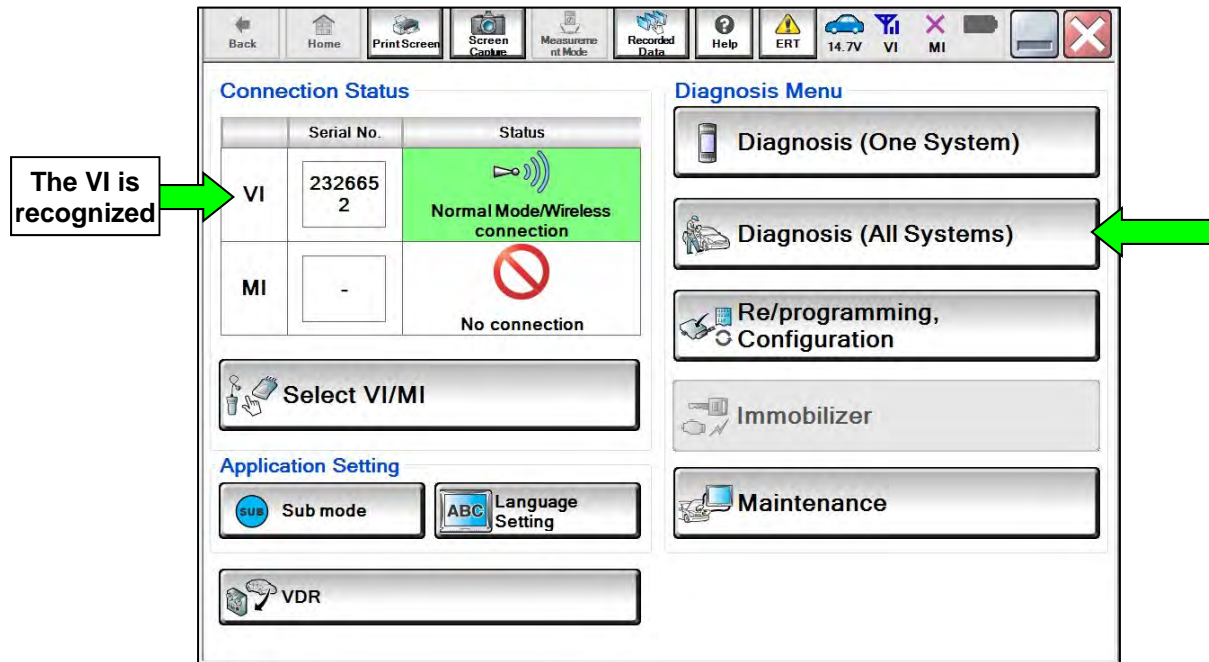 Back
Home
Print Screen
Screen
Capture
Measureme
nt Mode
Recorded
Data
Help
ERT
14.7V
VI
MI
Connection Status
Serial No.
Status
VI
232665
2
Normal Mode/Wireless
connection
MI
-
No connection
Select VI/MI
Application Setting
SUB
Sub mode
ABC
Language
Setting
VDR
Diagnosis Menu
Diagnosis (One System)
Diagnosis (All Systems)
Re/programming,
Configuration
Immobilizer
Maintenance
The VI is
recognized